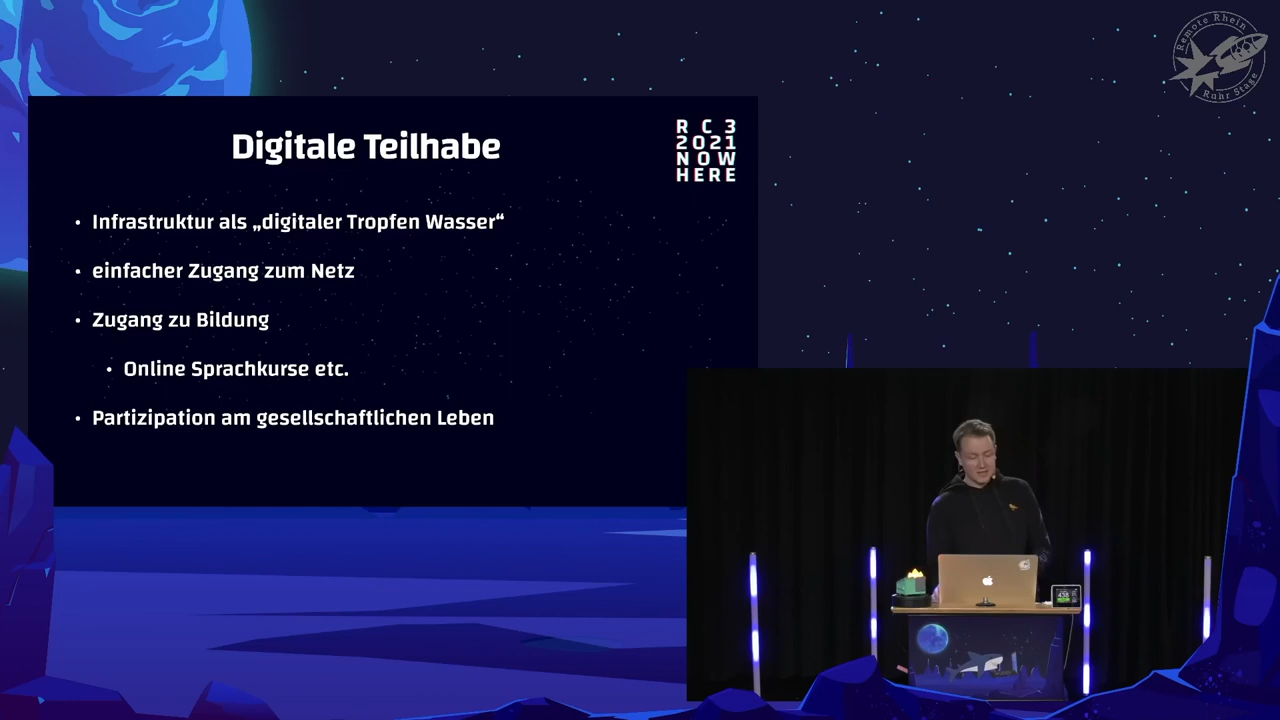 Remote Rhein
Ruhr Stage
Digitale Teilhabe
R C 3
2021
NOW
HERE
• Infrastruktur als „digitaler Tropfen Wasser“
• einfacher Zugang zum Netz
• Zugang zu Bildung
• Online Sprachkurse etc.
• Partizipation am gesellschaftlichen Leben